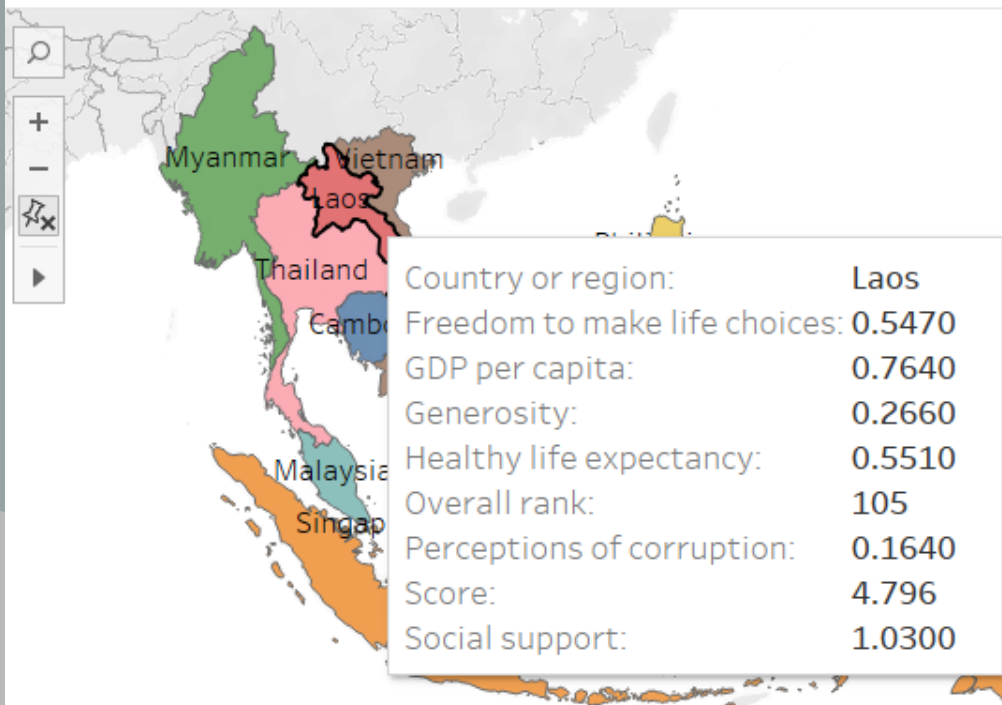 Myanmar
Vietnam
Laos
Thailand
Malaysia
Country or region: Laos
Freedom to make life choices: 0.5470
GDP per capita: 0.7640
Generosity: 0.2660
Healthy life expectancy: 0.5510
Overall rank: 105
Perceptions of corruption: 0.1640
Score: 4.796
Social support: 1.0300